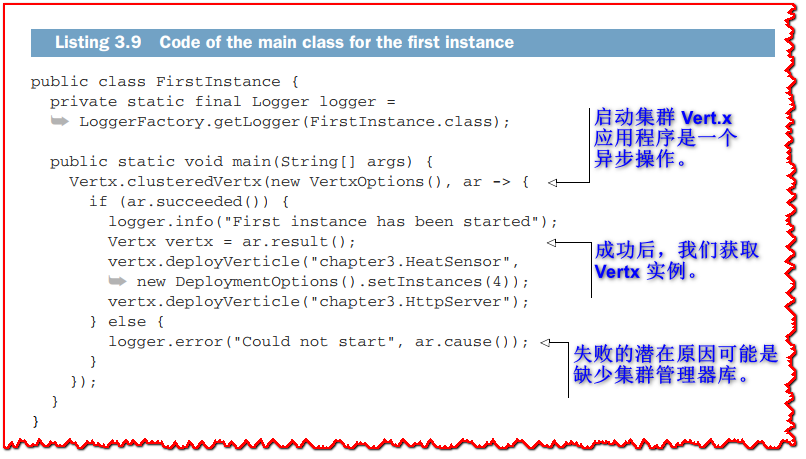 Listing 3.9 Code of the main class for the first instance
public class FirstInstance {
private static final Logger logger =
LoggerFactory.getLogger(FirstInstance.class);
public static void main(String[] args) {
Vertx.clusteredVertx(new VertxOptions(), ar -> {
if (ar.succeeded()) {
logger.info("First instance has been started");
Vertx vertx = ar.result();
vertx.deployVerticle("chapter3.HeatSensor",
new DeploymentOptions().setInstances(4));
vertx.deployVerticle("chapter3.HttpServer");
} else {
logger.error("Could not start", ar.cause());
}
});
}
}
启动集群 Vert.x
应用程序是一个
异步操作。
成功后，我们获取
Vertx 实例。
失败的潜在原因可能是
缺少集群管理器库。